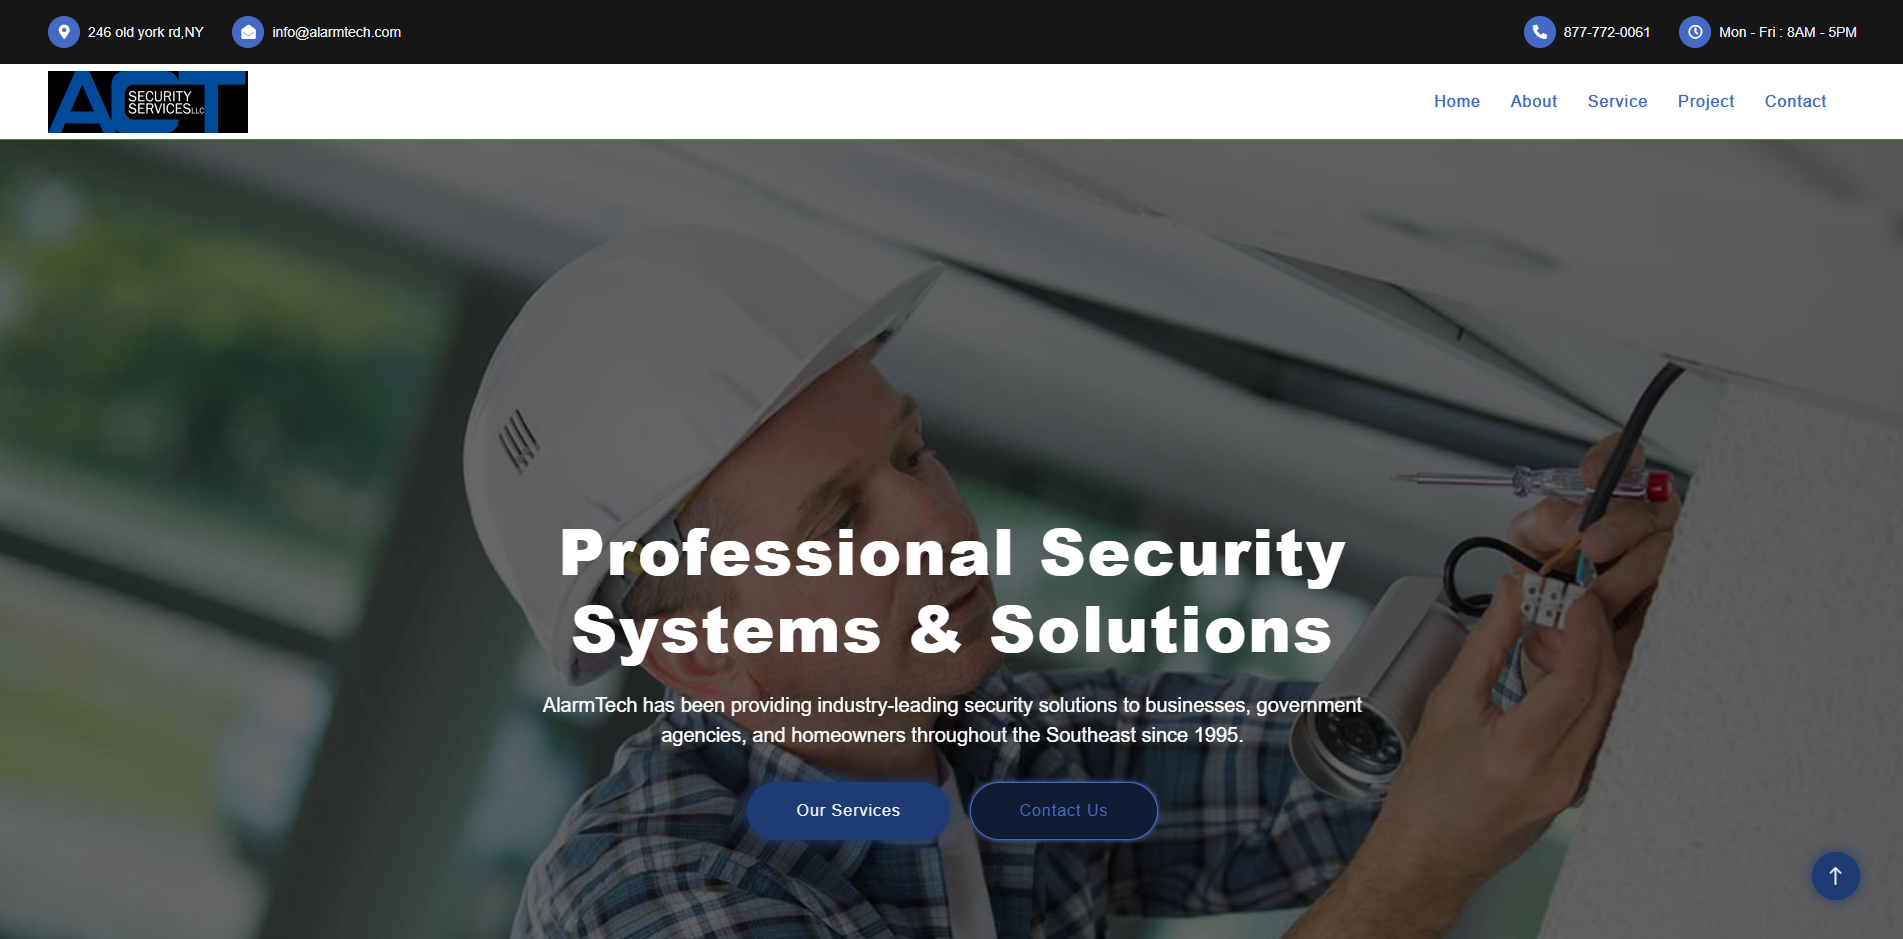 246 old york rd,NY
info@alarmtech.com
877-772-0061
Mon - Fri : 8AM - 5PM
ACT
SECURITY
SERVICES LLC
Home
About
Service
Project
Contact
Professional Security
Systems & Solutions
AlarmTech has been providing industry-leading security solutions to businesses, government
agencies, and homeowners throughout the Southeast since 1995.
Our Services
Contact Us